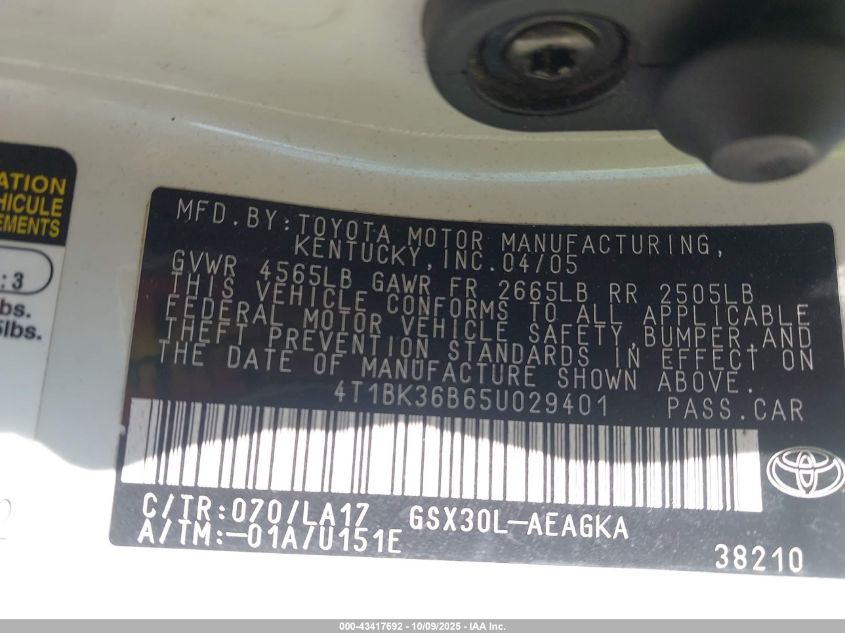 ATION
HICULE
EMENTS
: 3
bs.
5lbs.
MFD. BY: TOYOTA MOTOR MANUFACTURING,
KENTUCKY, INC. 04/05
GVWR 4565LB GAWR FR 2665LB RR 2505LB
THIS VEHICLE CONFORMS TO ALL APPLICABLE
FEDERAL MOTOR VEHICLE SAFETY, BUMPER, AND
THEFT PREVENTION STANDARDS IN EFFECT ON
THE DATE OF MANUFACTURE SHOWN ABOVE.
4T1BK36B65U029401 PASS.CAR
C/TR:070/LA17 GSX30L-AEAGKA
A/TM:-01A/U151E
38210
000-43417692 - 10/09/2025 - IAA Inc.